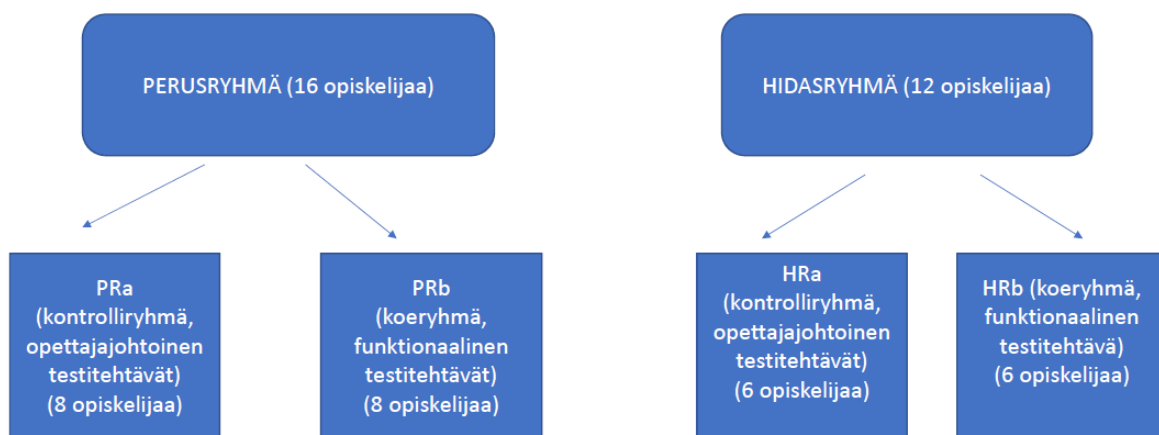 PERUSRYHMÄ (16 opiskelijaa)
HIDASRYHMÄ (12 opiskelijaa)
PRa
(kontrolliryhmä,
opettajajohtoinen
testitehtävät)
(8 opiskelijaa)
PRb
(koeryhmä,
funktionaalinen
testitehtävät)
(8 opiskelijaa)
HRa
(kontrolliryhmä,
opettajajohtoinen
testitehtävät)
(6 opiskelijaa)
HRb (koeryhmä,
funktionaalinen
testitehtävä)
(6 opiskelijaa)